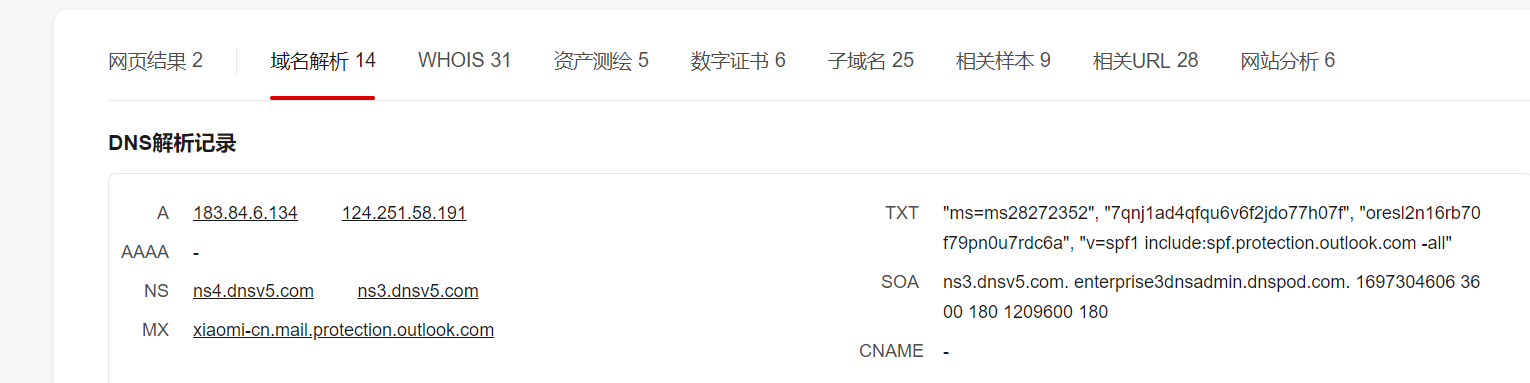 网页结果 2 域名解析 14 WHOIS 31 资产测绘 5 数字证书 6 子域名 25 相关样本 9 相关URL 28 网站分析 6
DNS解析记录
A 183.84.6.134 124.251.58.191
AAAA -
NS ns4.dnsv5.com ns3.dnsv5.com
MX xiaomi-cn.mail.protection.outlook.com
TXT "ms=ms28272352", "7qnj1ad4qfqu6v6f2jdo77h07f", "oresl2n16rb70
f79pn0u7rdc6a", "v=spf1 include:spf.protection.outlook.com -all"
SOA ns3.dnsv5.com. enterprise3dnsadmin.dnspod.com. 1697304606 36
00 180 1209600 180
CNAME -